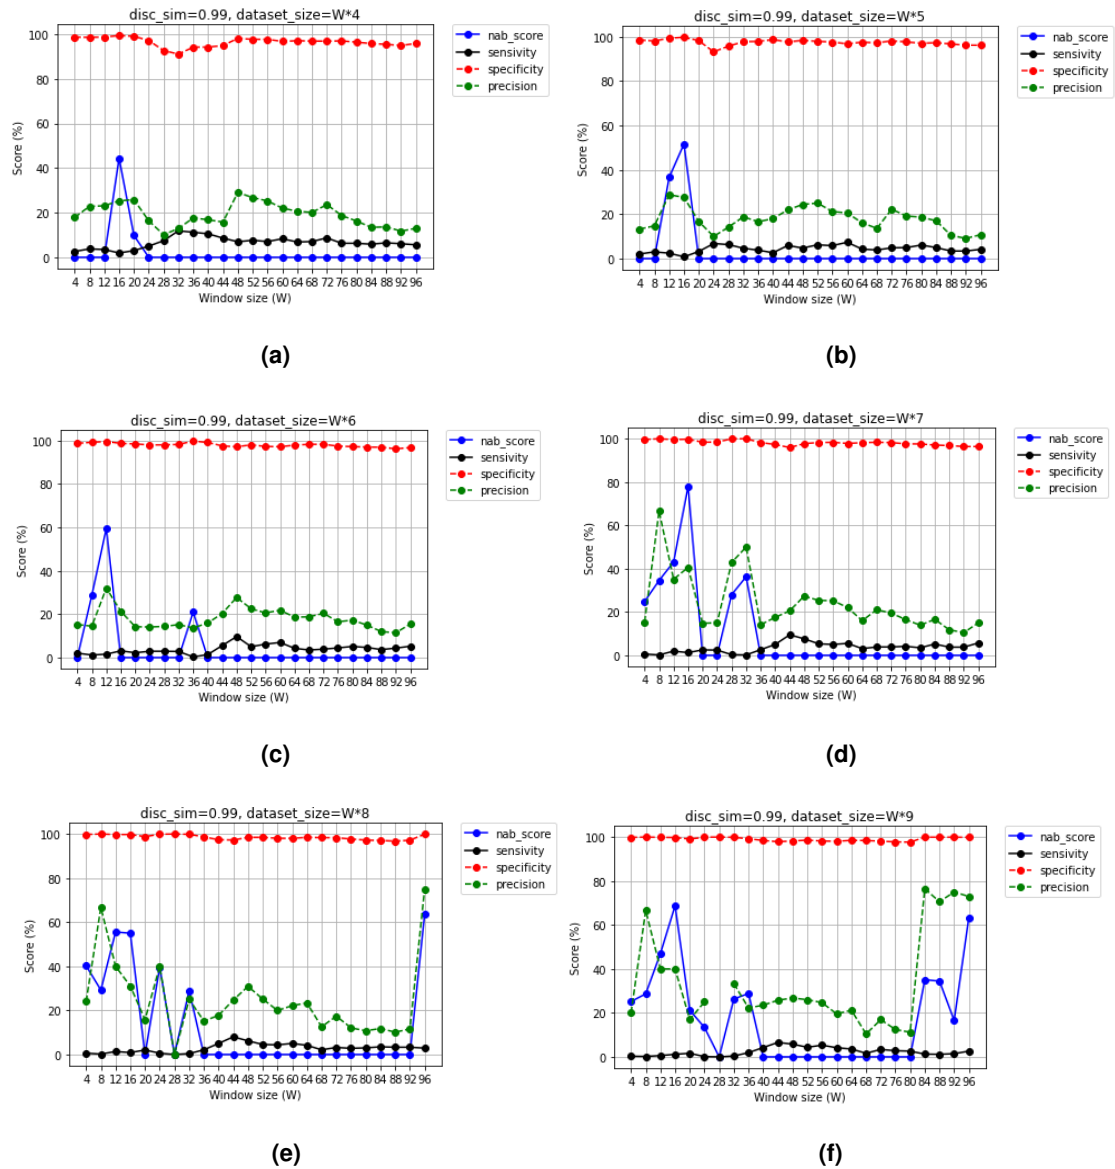 disc_sim=0.99, dataset_size=W*4
Score (%)
100
80
60
40
20
0
4 8 12 16 20 24 28 32 36 40 44 48 52 56 60 64 68 72 76 80 84 88 92 96
Window size (W)
nab_score
sensivity
specificity
precision
(a)
disc_sim=0.99, dataset_size=W*5
Score (%)
100
80
60
40
20
0
4 8 12 16 20 24 28 32 36 40 44 48 52 56 60 64 68 72 76 80 84 88 92 96
Window size (W)
nab_score
sensivity
specificity
precision
(b)
disc_sim=0.99, dataset_size=W*6
Score (%)
100
80
60
40
20
0
4 8 12 16 20 24 28 32 36 40 44 48 52 56 60 64 68 72 76 80 84 88 92 96
Window size (W)
nab_score
sensivity
specificity
precision
(c)
disc_sim=0.99, dataset_size=W*7
Score (%)
100
80
60
40
20
0
4 8 12 16 20 24 28 32 36 40 44 48 52 56 60 64 68 72 76 80 84 88 92 96
Window size (W)
nab_score
sensivity
specificity
precision
(d)
disc_sim=0.99, dataset_size=W*8
Score (%)
100
80
60
40
20
0
4 8 12 16 20 24 28 32 36 40 44 48 52 56 60 64 68 72 76 80 84 88 92 96
Window size (W)
nab_score
sensivity
specificity
precision
(e)
disc_sim=0.99, dataset_size=W*9
Score (%)
100
80
60
40
20
0
4 8 12 16 20 24 28 32 36 40 44 48 52 56 60 64 68 72 76 80 84 88 92 96
Window size (W)
nab_score
sensivity
specificity
precision
(f)